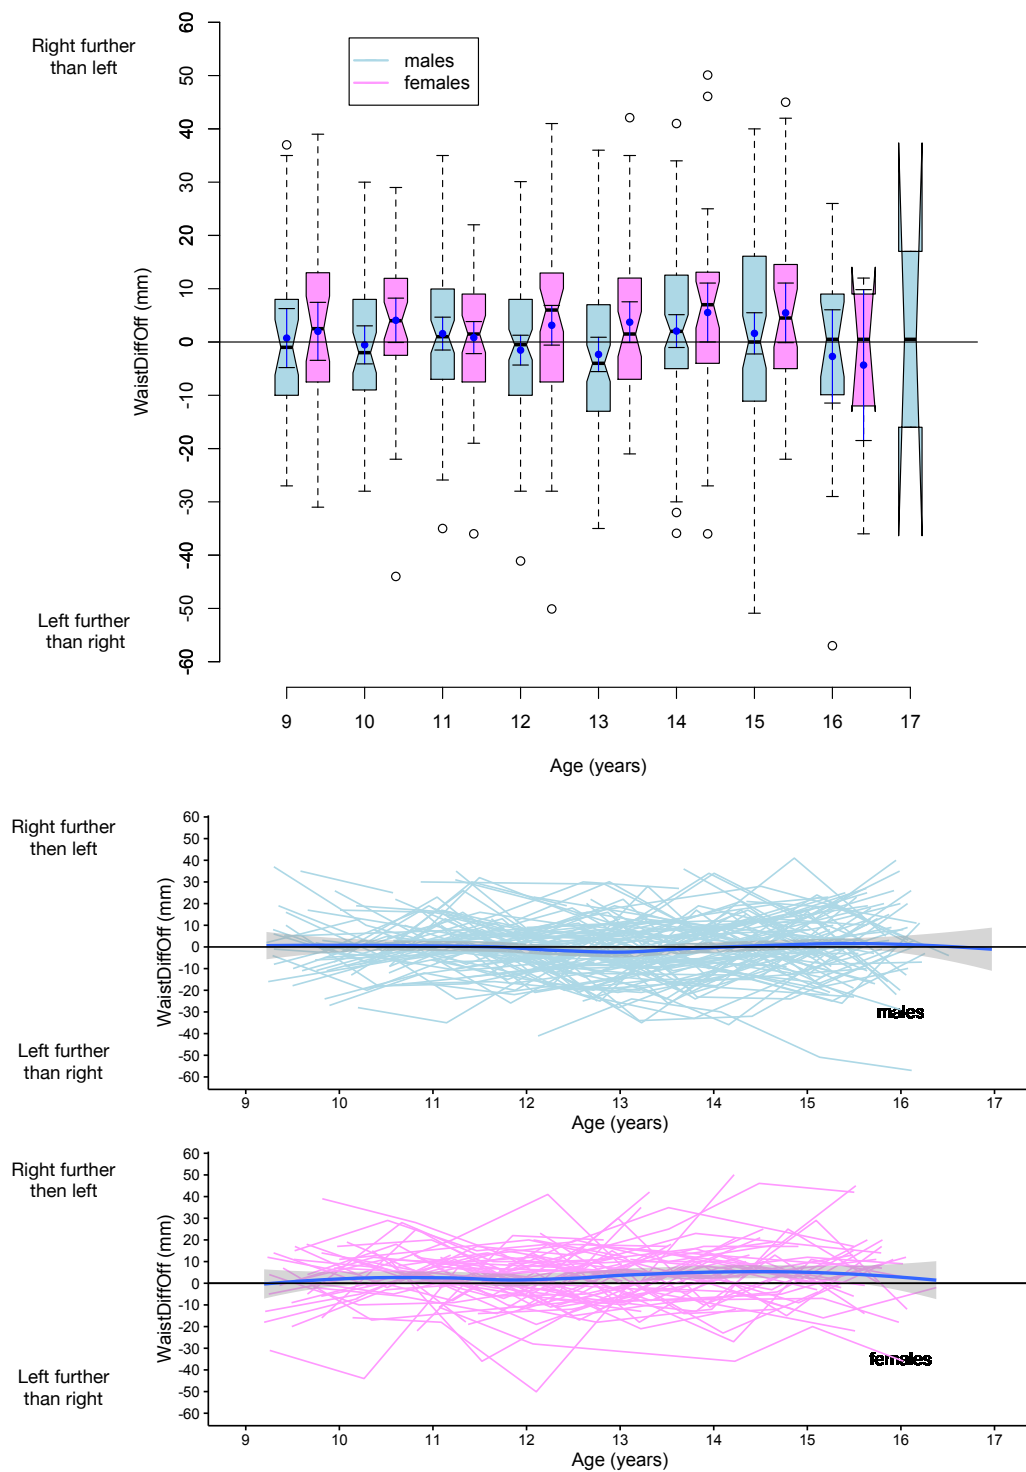 Right further
than left
60
50
40
30
20
10
0
-10
-20
-30
-40
-50
-60
WaistDiffOff (mm)
males
females
Left further
than right
9 10 11 12 13 14 15 16 17
Age (years)
Right further
then left
60
50
40
30
20
10
0
-10
-20
-30
-40
-50
-60
WaistDiffOff (mm)
males
Left further
than right
9 10 11 12 13 14 15 16 17
Age (years)
Right further
then left
60
50
40
30
20
10
0
-10
-20
-30
-40
-50
-60
WaistDiffOff (mm)
females
Left further
than right
9 10 11 12 13 14 15 16 17
Age (years)